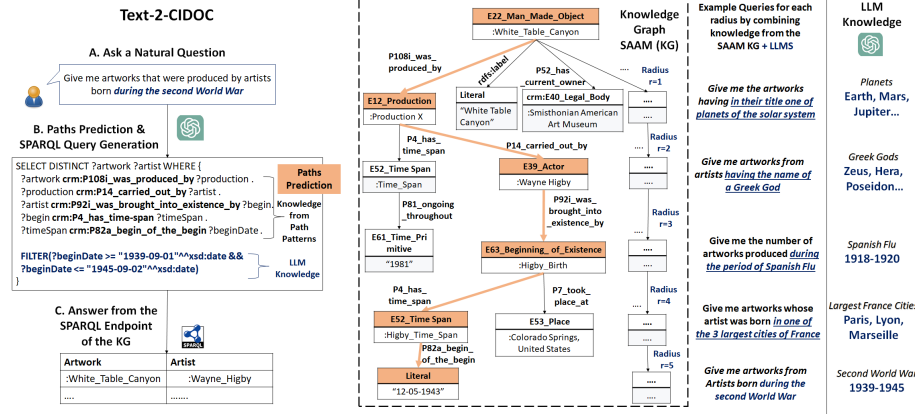 Text-2-CIDOC
A. Ask a Natural Question
Give me artworks that were produced by artists
born during the second World War
B. Paths Prediction &
SPARQL Query Generation
SELECT DISTINCT ?artwork ?artist WHERE {
?artwork crm:P108i_was_produced_by ?production .
?production crm:P14_carried_out_by ?artist .
?artist crm:P92i_was_brought_into_existence_by ?begin.
?begin crm:P4_has_time-span ?timeSpan .
?timeSpan crm:P82a_begin_of_the_begin ?beginDate .
FILTER(?beginDate >= "1939-09-01"^^xsd:date &&
?beginDate <= "1945-09-02"^^xsd:date)
}
Paths
Prediction
Knowledge
from
Path
Patterns
LLM
Knowledge
C. Answer from the
SPARQL Endpoint
of the KG
SPARQL
Artwork
Artist
:White_Table_Canyon
:Wayne_Higby
....
.......
E22_Man_Made_Object
:White_Table_Canyon
Knowledge
Graph
SAAM (KG)
P108i_was_
produced_by
rdfs:label
P52_has_
current_owner
....
Radius
r=1
E12_Production
:Production X
Literal
"White Table
Canyon"
crm:E40_Legal_Body
:Smisthonian American
Art Museum
....
....
P4_has_
time_span
P14_carried_out_by
Radius
r=2
E52_Time Span
:Time_Span
E39_Actor
:Wayne Higby
....
....
P81_ongoing
_throughout
P92i_was_
brought_into
_existence_by
....
Radius
r=3
E61_Time_Pri
mitive
"1981"
E63_Beginning_ of_Existence
:Higby_Birth
....
....
P4_has_
time_span
P7_took_
place_at
....
Radius
r=4
E52_Time Span
:Higby_Time_Span
E53_Place
:Colorado Springs,
United States
....
....
P82a_begin_
of_the_begin
Radius
r=5
Literal
"12-05-1943"
....
....
Example Queries for each
radius by combining
knowledge from the
SAAM KG + LLMS
Give me the artworks
having in their title one of
planets of the solar system
Give me artworks from
artists having the name of
a Greek God
Give me the number of
artworks produced during
the period of Spanish Flu
Give me artworks whose
artist was born in one of
the 3 largest cities of France
Give me artworks from
Artists born during the
second World War
LLM
Knowledge
Planets
Earth, Mars,
Jupiter...
Greek Gods
Zeus, Hera,
Poseidon...
Spanish Flu
1918-1920
Largest France Cities
Paris, Lyon,
Marseille
Second World War
1939-1945